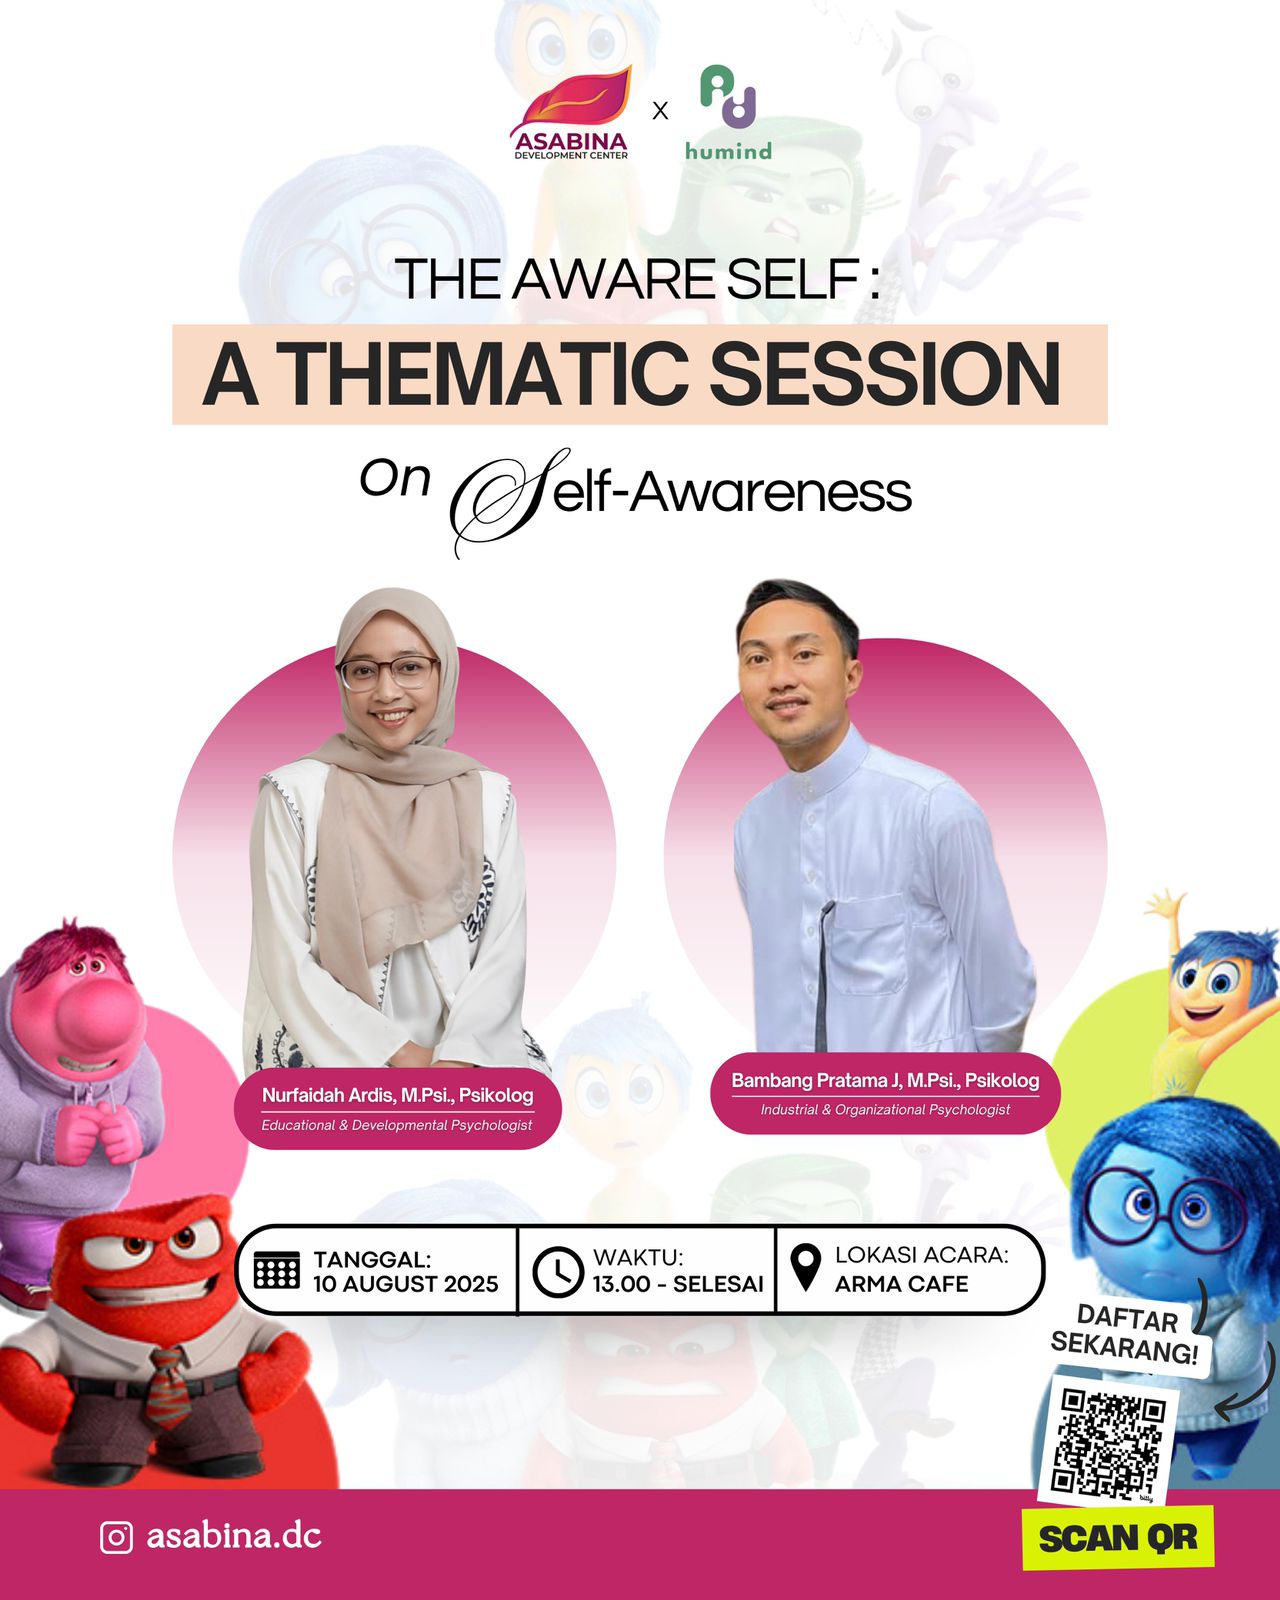 ASABINA
DEVELOPMENT CENTER
X
humind
THE AWARE SELF :
A THEMATIC SESSION
On Self-Awareness
Nurfaidah Ardis, M.Psi., Psikolog
Educational & Developmental Psychologist
Bambang Pratama J, M.Psi., Psikolog
Industrial & Organizational Psychologist
TANGGAL:
10 AUGUST 2025
WAKTU:
13.00 - SELESAI
LOKASI ACARA:
ARMA CAFE
DAFTAR
SEKARANG!
bitly
SCAN QR
asabina.dc